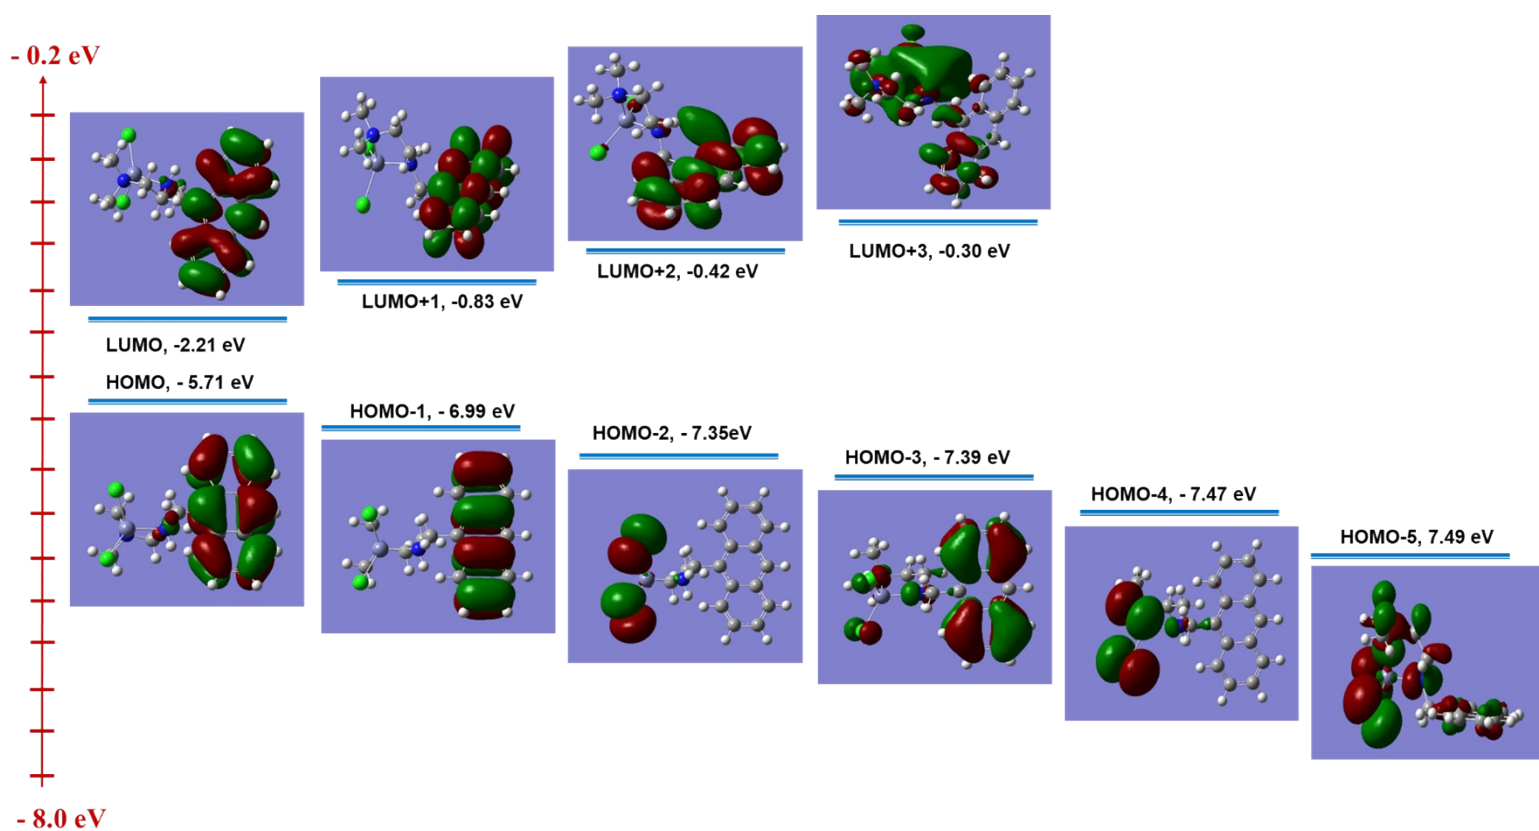 - 0.2 eV
LUMO+3, -0.30 eV
LUMO+2, -0.42 eV
LUMO+1, -0.83 eV
LUMO, -2.21 eV
HOMO, - 5.71 eV
HOMO-1, - 6.99 eV
HOMO-2, - 7.35eV
HOMO-3, - 7.39 eV
HOMO-4, - 7.47 eV
HOMO-5, 7.49 eV
- 8.0 eV